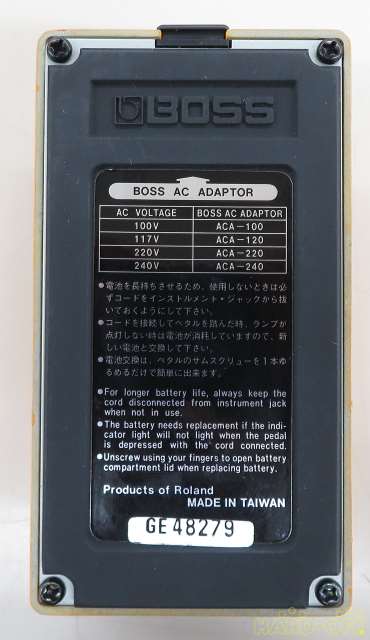 BOSS
BOSS AC ADAPTOR
AC VOLTAGE BOSS AC ADAPTOR
100V ACA-100
117V ACA-120
220V ACA-220
240V ACA-240
●電池を長持ちさせるため、使用しないときは必
ずコードをインストルメント・ジャックから抜
いておくようにして下さい。
●コードを接続してペダルを踏んだ時、ランプが
点灯しない時は電池が消耗していますので、新
しい電池と交換して下さい。
●電池交換は、ペダルのサムスクリューを1本ゆ
るめるだけで簡単に出来ます。
●For longer battery life, always keep the
cord disconnected from instrument jack
when not in use.
●The battery needs replacement if the indi-
cator light will not light when the pedal
is depressed with the cord connected.
●Unscrew using your fingers to open battery
compartment lid when replacing battery.
Products of Roland
MADE IN TAIWAN
GE 48279